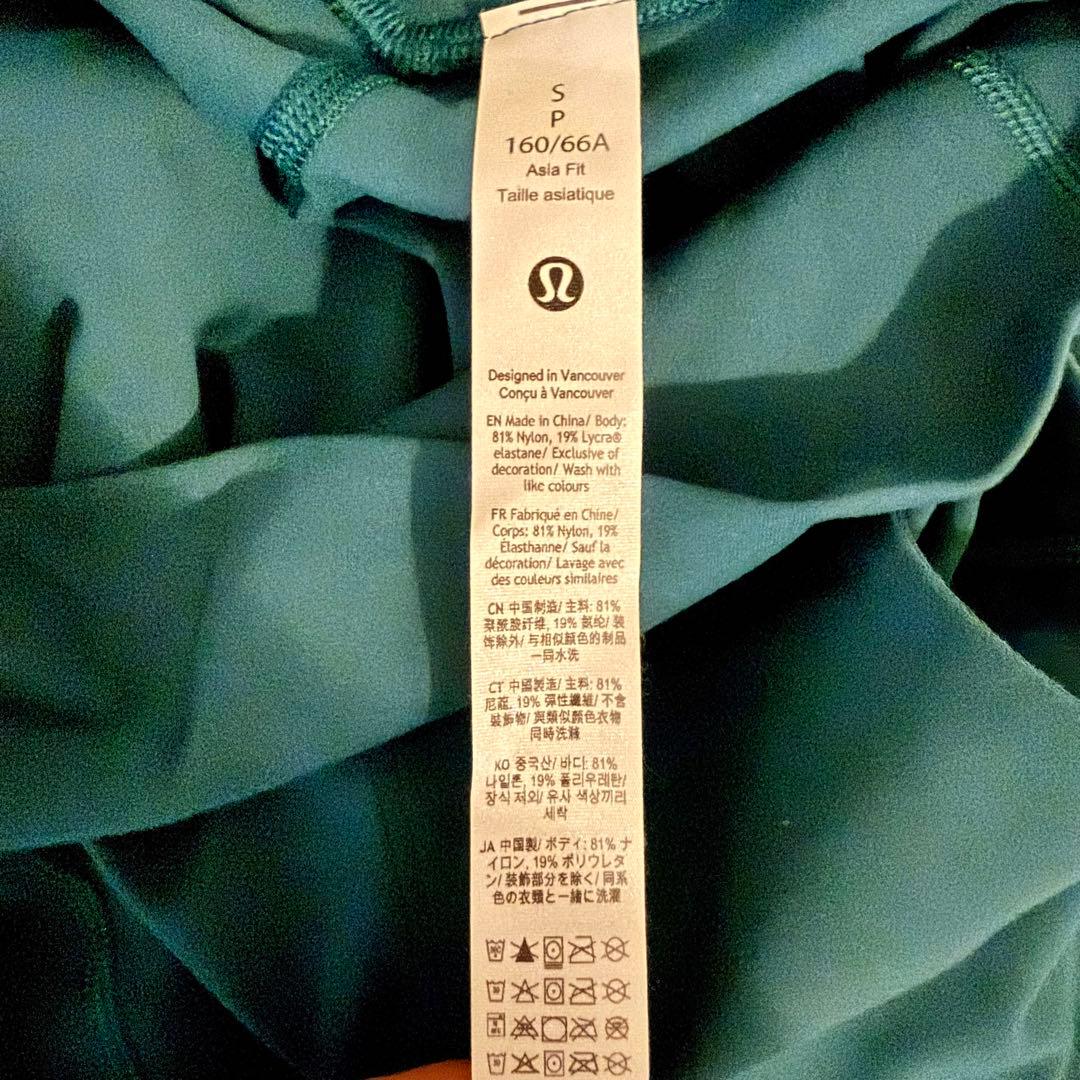 S
P
160/66A
Asia Fit
Taille asiatique
Designed in Vancouver
Conçu à Vancouver
EN Made in China/ Body:
81% Nylon, 19% Lycra®
elastane/ Exclusive of
decoration/ Wash with
like colours
FR Fabriqué en Chine/
Corps: 81% Nylon, 19%
Élasthanne/ Sauf la
décoration/ Lavage avec
des couleurs similaires
CN 中国制造/ 主料: 81%
聚酰胺纤维, 19% 氨纶/ 装
饰除外/ 与相似颜色的制品
一同水洗
CT 中國製造/ 主料: 81%
尼龍, 19% 彈性纖維/ 不含
裝飾物/ 與類似顏色衣物
同時洗滌
KO 중국산/ 바디: 81%
나일론, 19% 폴리우레탄/
장식 제외/ 유사 색상끼리
세탁
JA 中国製/ ボディ: 81% ナ
イロン, 19% ポリウレタ
ン/ 装飾部分を除く/ 同系
色の衣類と一緒に洗濯